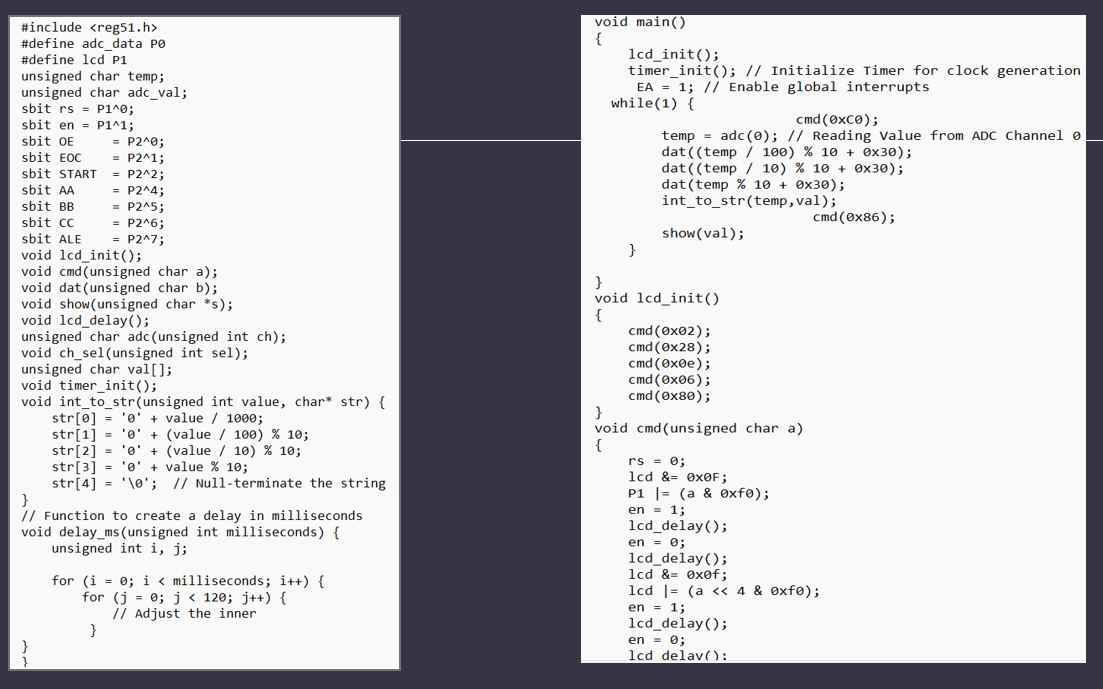 #include <reg51.h>
#define adc_data P0
#define lcd P1
unsigned char temp;
unsigned char adc_val;
sbit rs = P1^0;
sbit en = P1^1;
sbit OE     = P2^0;
sbit EOC    = P2^1;
sbit START  = P2^2;
sbit AA     = P2^4;
sbit BB     = P2^5;
sbit CC     = P2^6;
sbit ALE    = P2^7;
void lcd_init();
void cmd(unsigned char a);
void dat(unsigned char b);
void show(unsigned char *s);
void lcd_delay();
unsigned char adc(unsigned int ch);
void ch_sel(unsigned int sel);
unsigned char val[];
void timer_init();
void int_to_str(unsigned int value, char* str) {
    str[0] = '0' + value / 1000;
    str[1] = '0' + (value / 100) % 10;
    str[2] = '0' + (value / 10) % 10;
    str[3] = '0' + value % 10;
    str[4] = '\0';  // Null-terminate the string
}
// Function to create a delay in milliseconds
void delay_ms(unsigned int milliseconds) {
    unsigned int i, j;
    for (i = 0; i < milliseconds; i++) {
        for (j = 0; j < 120; j++) {
            // Adjust the inner
         }
}
}
void main()
{
    lcd_init();
    timer_init(); // Initialize Timer for clock generation
     EA = 1; // Enable global interrupts
  while(1) {
                        cmd(0xC0);
        temp = adc(0); // Reading Value from ADC Channel 0
        dat((temp / 100) % 10 + 0x30);
        dat((temp / 10) % 10 + 0x30);
        dat(temp % 10 + 0x30);
        int_to_str(temp,val);
                          cmd(0x86);
        show(val);
    }
}
void lcd_init()
{
    cmd(0x02);
    cmd(0x28);
    cmd(0x0e);
    cmd(0x06);
    cmd(0x80);
}
void cmd(unsigned char a)
{
    rs = 0;
    lcd &= 0x0F;
    P1 |= (a & 0xf0);
    en = 1;
    lcd_delay();
    en = 0;
    lcd_delay();
    lcd &= 0x0f;
    lcd |= (a << 4 & 0xf0);
    en = 1;
    lcd_delay();
    en = 0;
    lcd_delay();